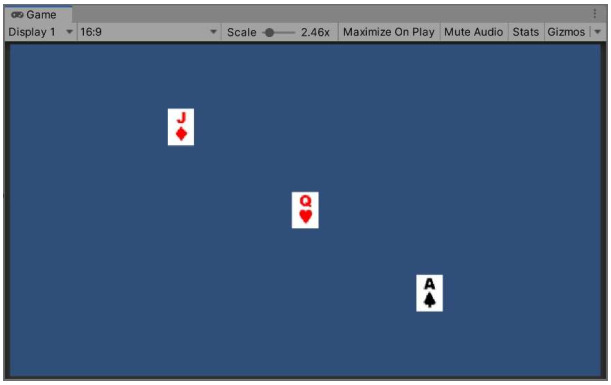 Game
Display 1 16:9 Scale 2.46x Maximize On Play Mute Audio Stats Gizmos
J
Q
A